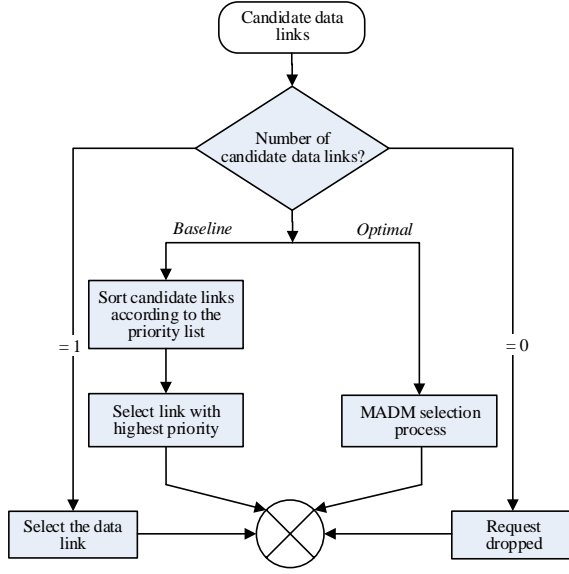 Candidate data
links
Number of
candidate data links?
Baseline
Optimal
Sort candidate links
according to the
priority list
= 1
= 0
Select link with
highest priority
MADM selection
process
Select the data
link
Request
dropped